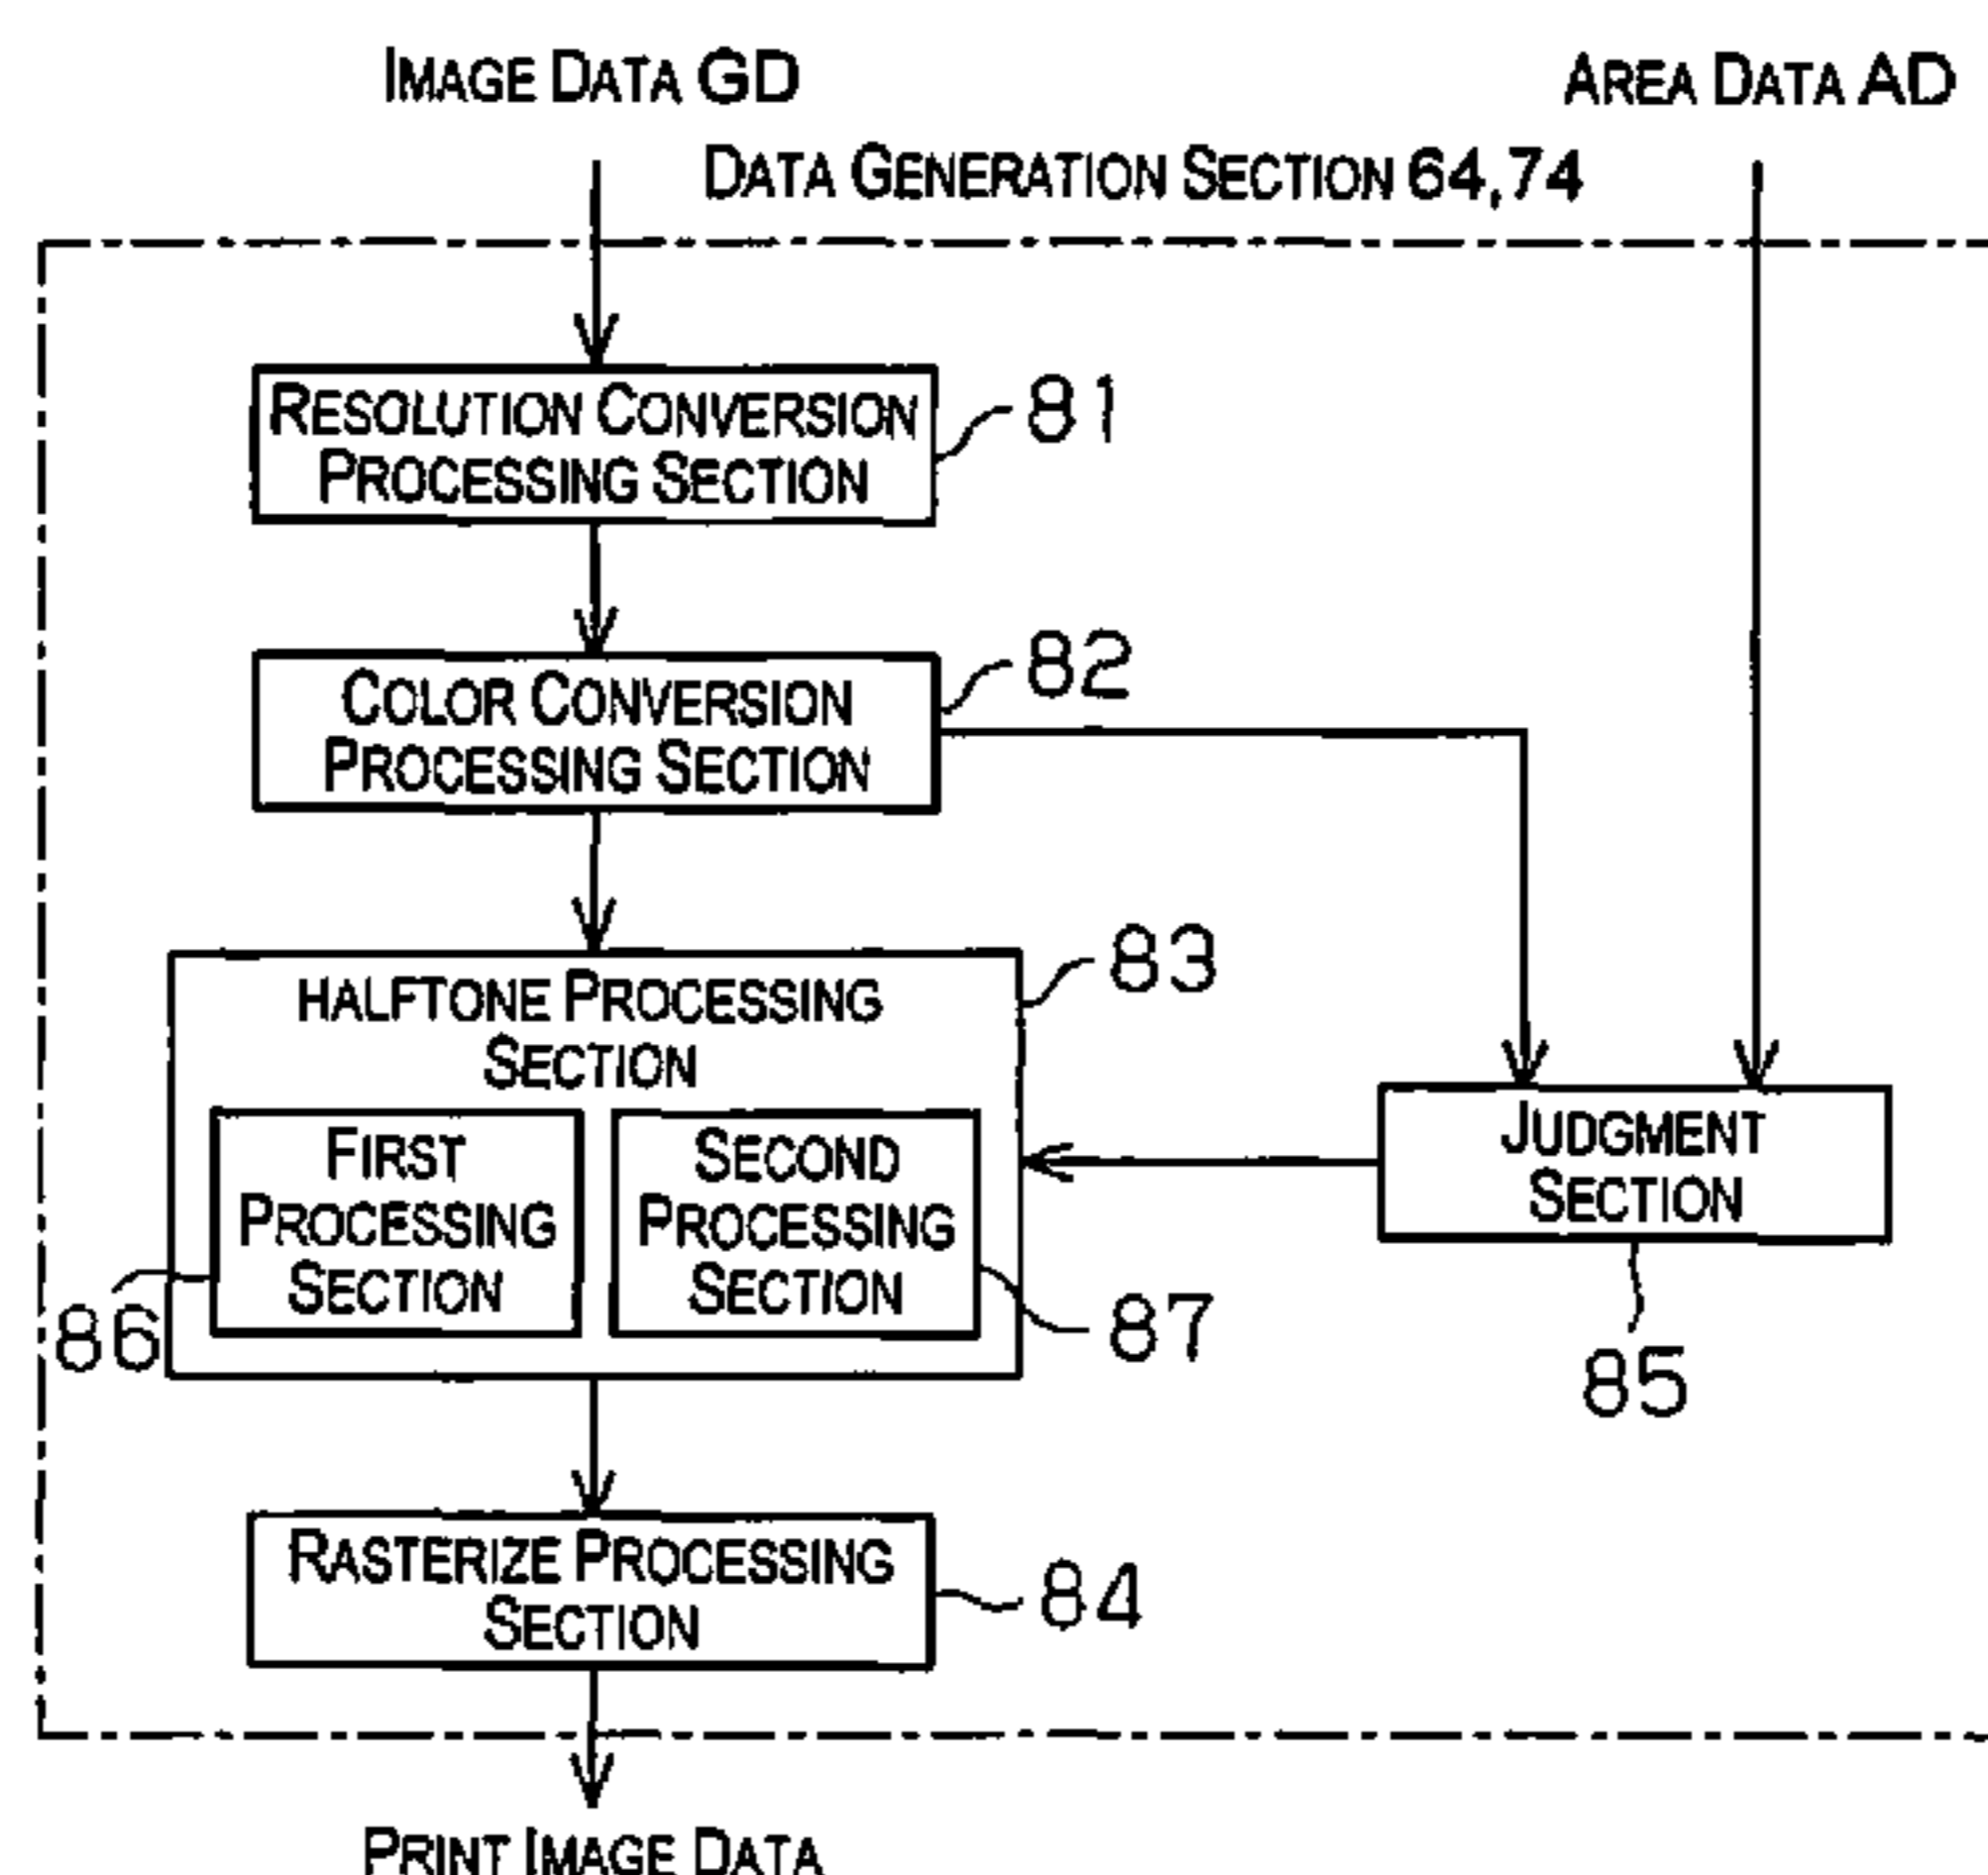 IMAGE DATA GD
AREA DATA AD
DATA GENERATION SECTION 64,74
RESOLUTION CONVERSION
PROCESSING SECTION
81
COLOR CONVERSION
PROCESSING SECTION
82
HALFTONE PROCESSING
SECTION
83
FIRST
PROCESSING
SECTION
86
SECOND
PROCESSING
SECTION
87
JUDGMENT
SECTION
85
RASTERIZE PROCESSING
SECTION
84
PRINT IMAGE DATA